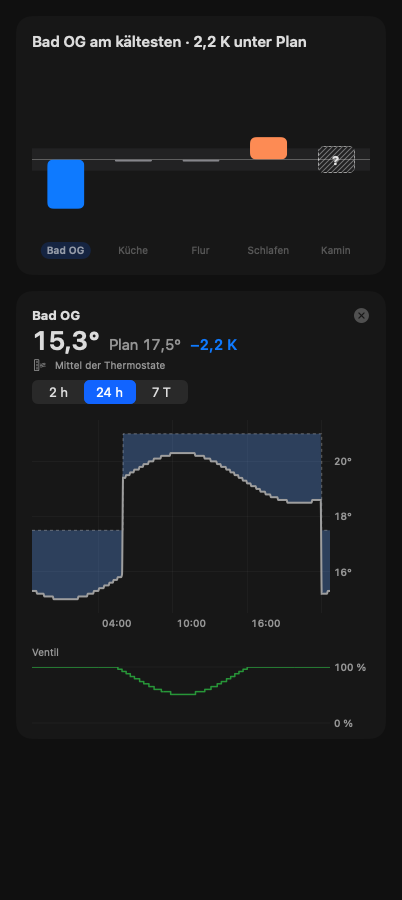 Bad OG am kältesten · 2,2 K unter Plan
?
Bad OG Küche Flur Schlafen Kamin
Bad OG
15,3° Plan 17,5° −2,2 K
Mittel der Thermostate
2 h 24 h 7 T
20°
18°
16°
04:00 10:00 16:00
Ventil
100 %
0 %